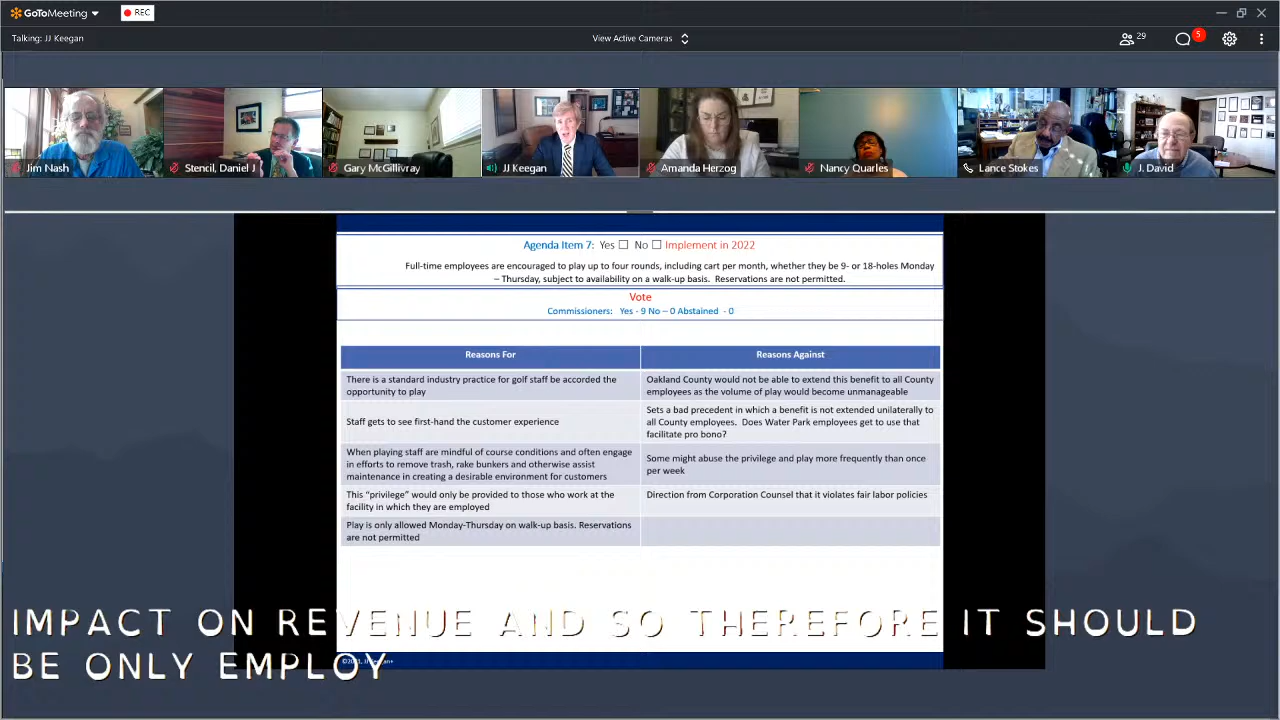 GoToMeeting
REC
Talking: JJ Keegan
View Active Cameras
29
5
Jim Nash
Stencil, Daniel J
Gary McGillivray
JJ Keegan
Amanda Herzog
Nancy Quarles
Lance Stokes
J. David
Agenda Item 7: Yes ☐ No ☐ Implement in 2022
Full-time employees are encouraged to play up to four rounds, including cart per month, whether they be 9- or 18-holes Monday
– Thursday, subject to availability on a walk-up basis. Reservations are not permitted.
Vote
Commissioners: Yes - 9 No – 0 Abstained - 0
Reasons For
Reasons Against
There is a standard industry practice for golf staff be accorded the
opportunity to play
Oakland County would not be able to extend this benefit to all County
employees as the volume of play would become unmanageable
Staff gets to see first-hand the customer experience
Sets a bad precedent in which a benefit is not extended unilaterally to
all County employees. Does Water Park employees get to use that
facilitate pro bono?
When playing staff are mindful of course conditions and often engage
in efforts to remove trash, rake bunkers and otherwise assist
maintenance in creating a desirable environment for customers
Some might abuse the privilege and play more frequently than once
per week
This “privilege” would only be provided to those who work at the
facility in which they are employed
Direction from Corporation Counsel that it violates fair labor policies
Play is only allowed Monday-Thursday on walk-up basis. Reservations
are not permitted
IMPACT ON REVENUE AND SO THEREFORE IT SHOULD
BE ONLY EMPLOY